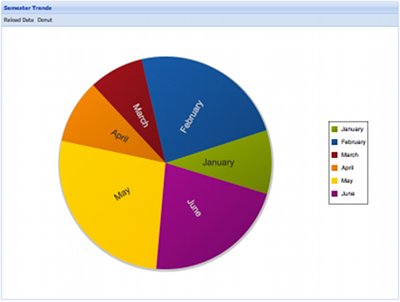 Semester Trends
Reload Data Donut
February
March
April
January
May
June
January
February
March
April
May
June